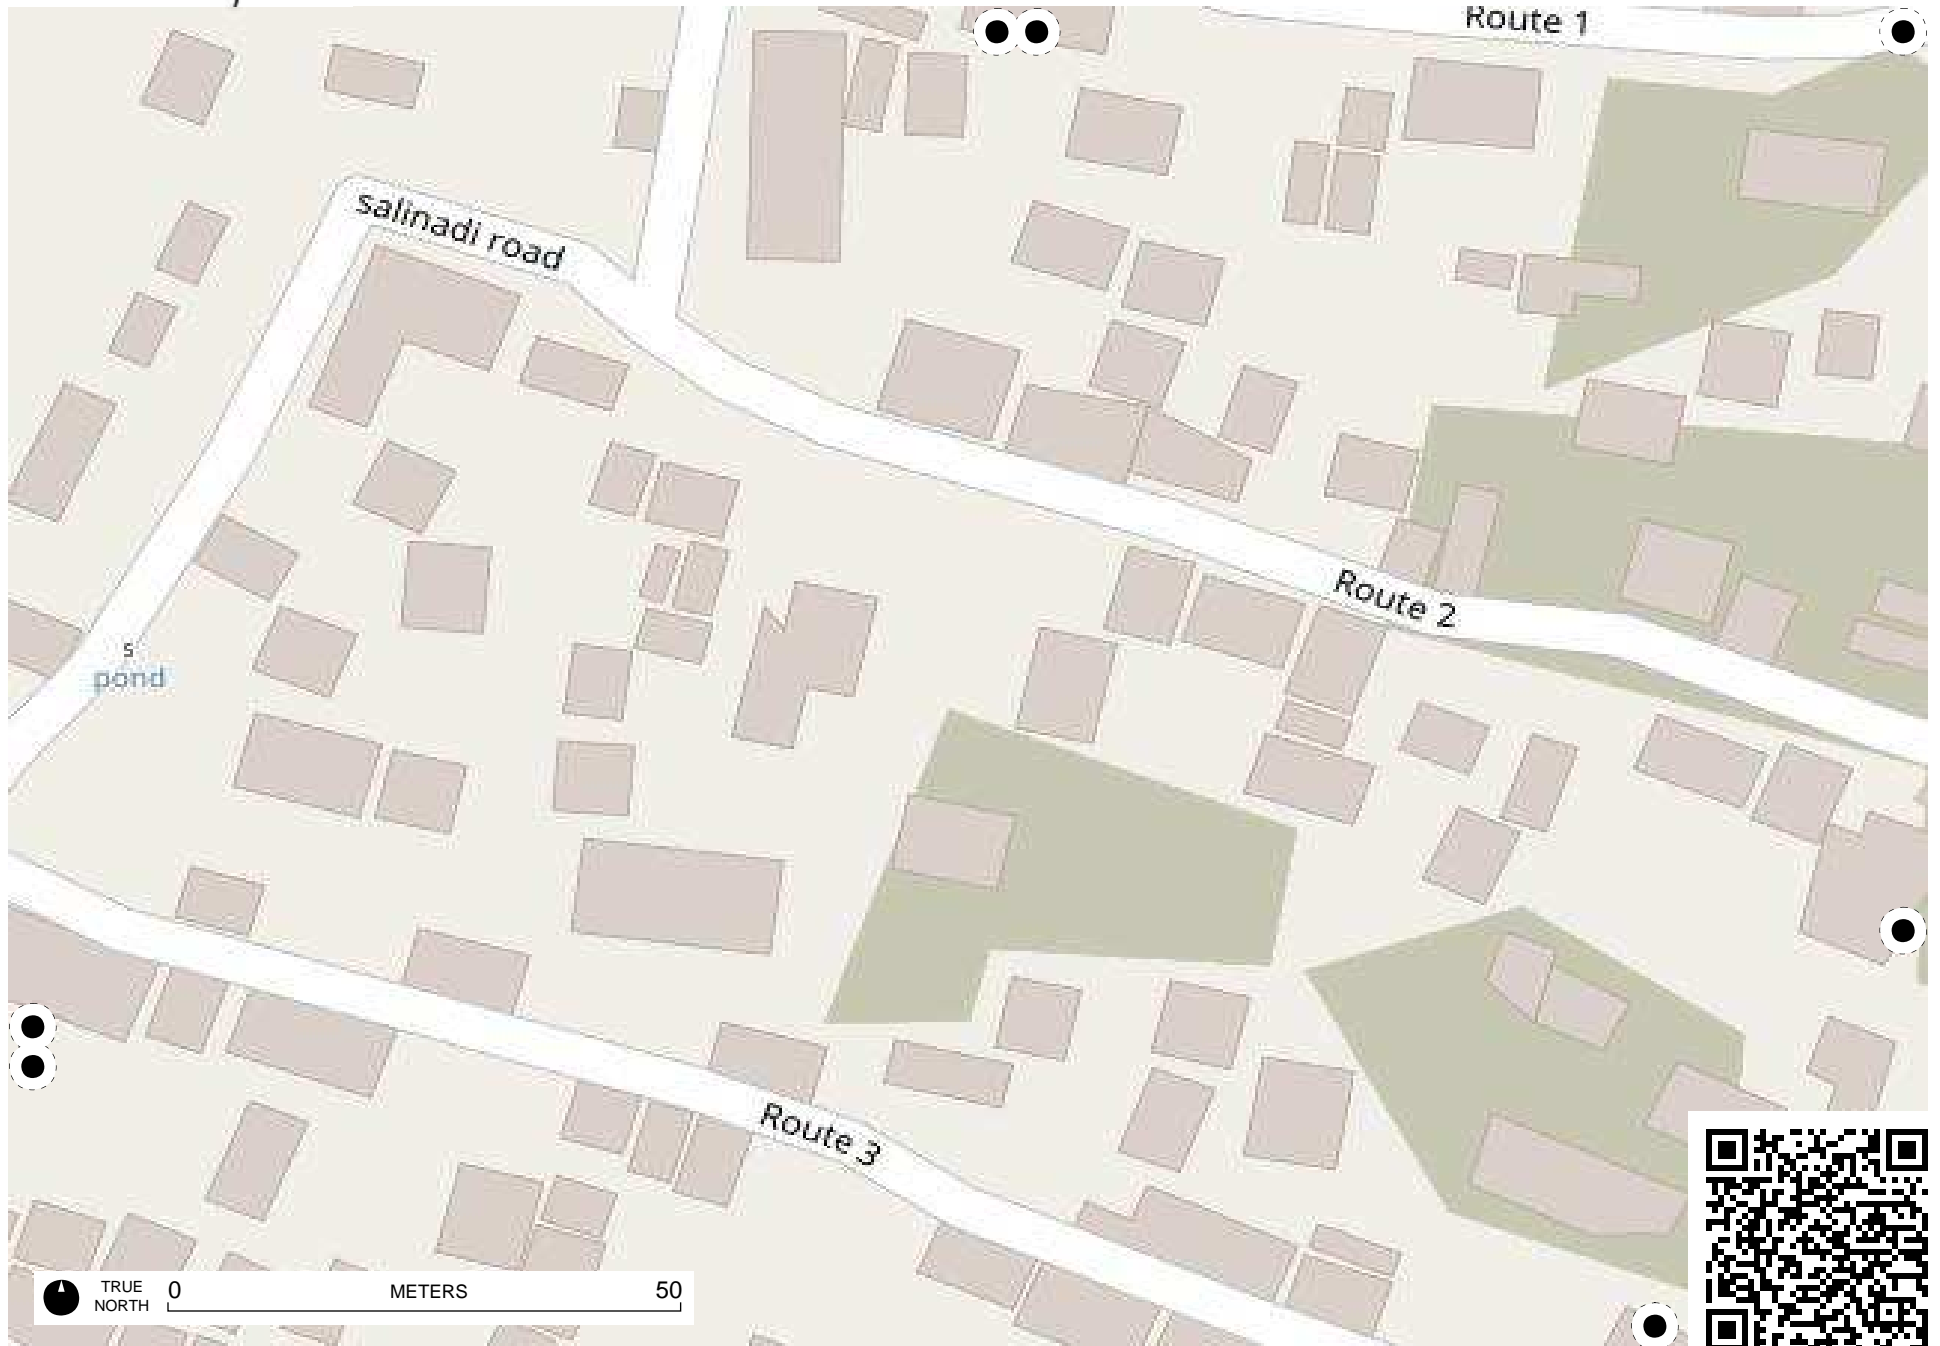 Route 1
salinadi road
Route 2
s
pond
Route 3
TRUE
NORTH
0 METERS 50